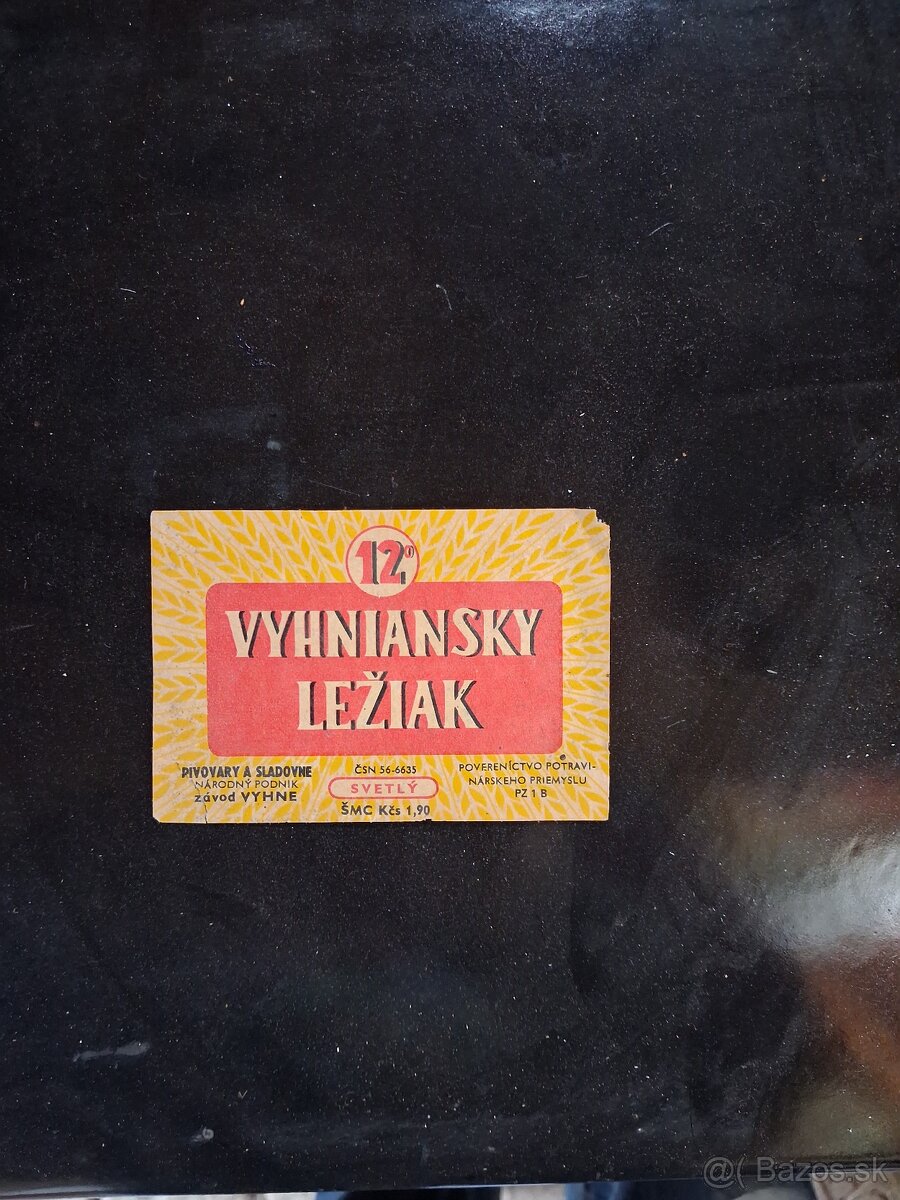 12°
VYHNIANSKY
LEŽIAK
PIVOVARY A SLADOVNE
NÁRODNÝ PODNIK
závod VYHNE
ČSN 56-6635
SVETLÝ
ŠMC Kčs 1,90
POVERENÍCTVO POTRAVI-
NÁRSKEHO PRIEMYSLU
PZ 1 B
@( Bazos.sk